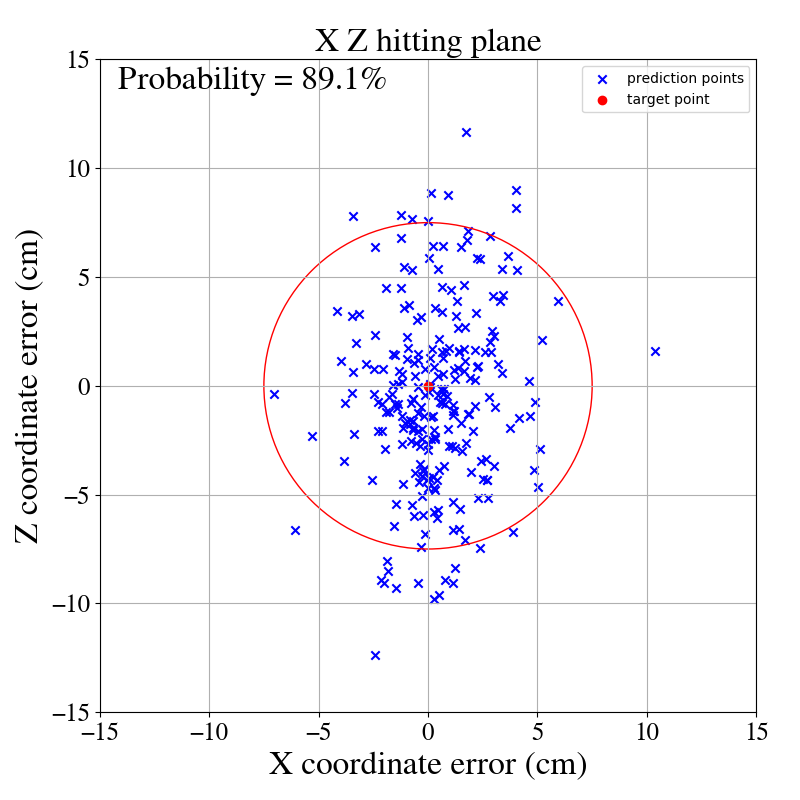 X Z hitting plane
Probability = 89.1%
prediction points
target point
Z coordinate error (cm)
15
10
5
0
−5
−10
−15
−15
−10
−5
0
5
10
15
X coordinate error (cm)